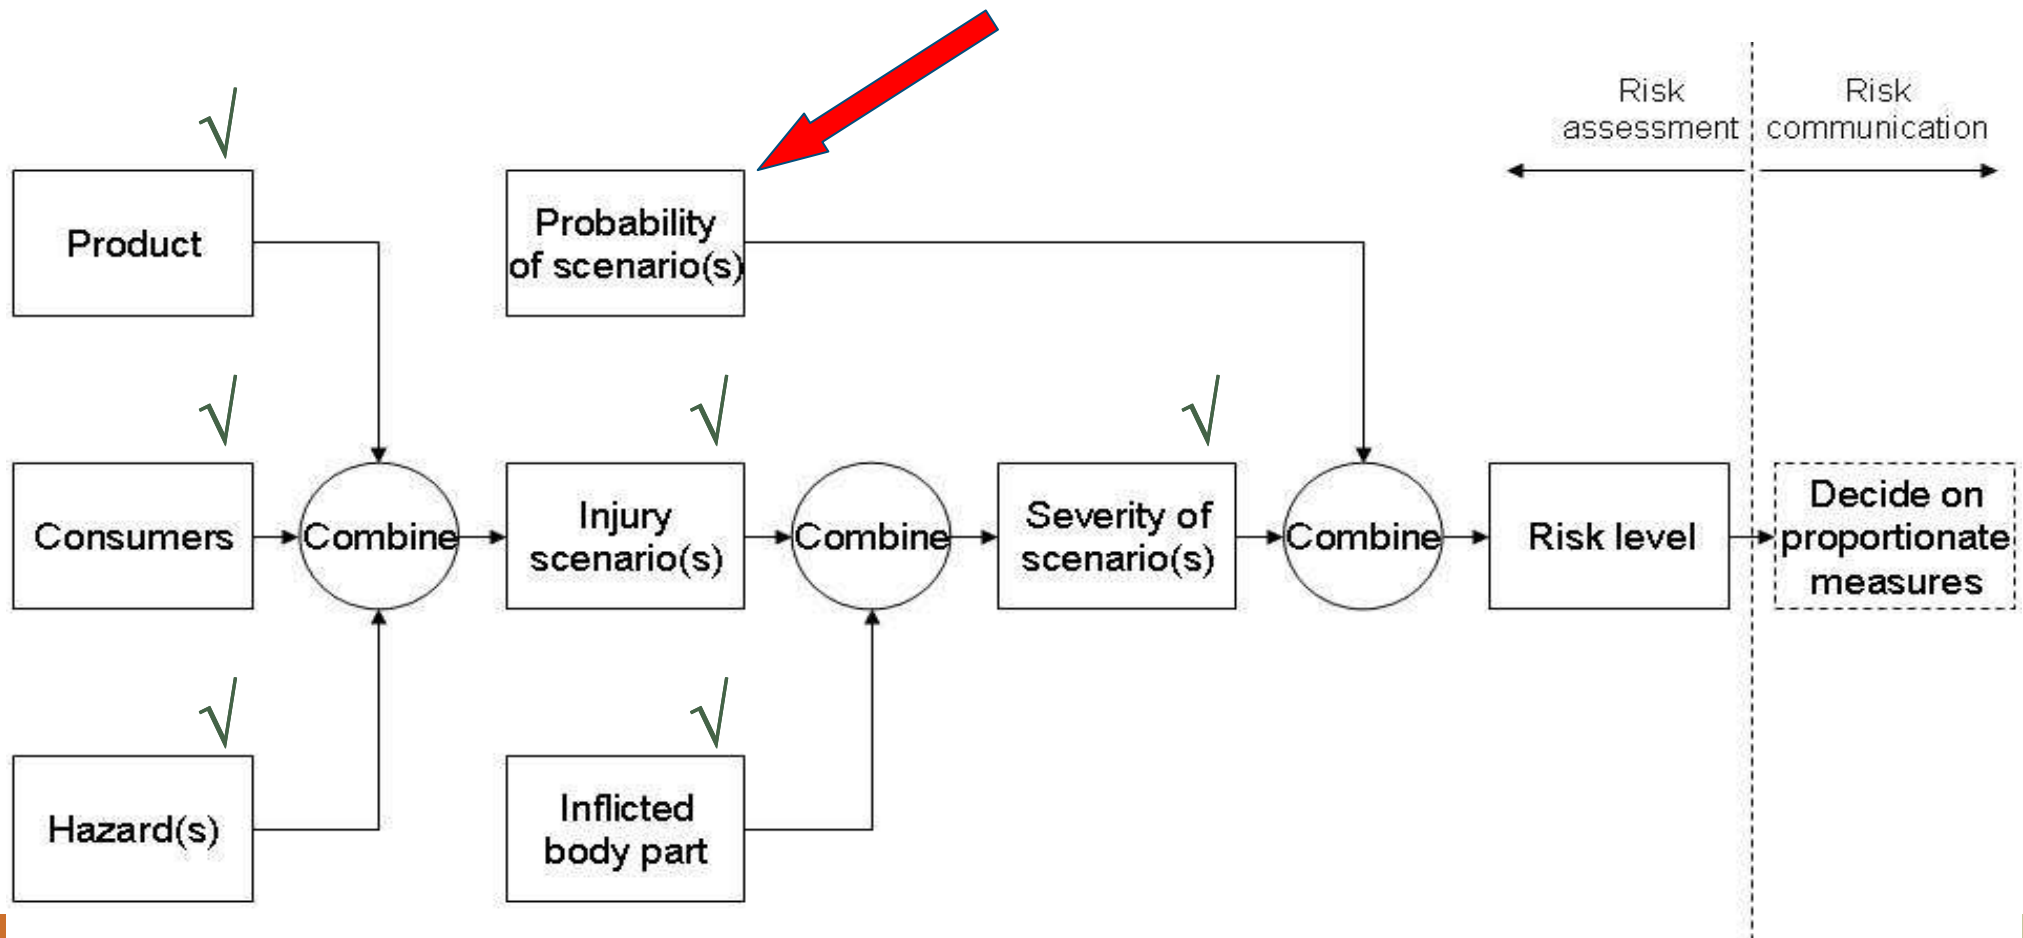 Risk
assessment
Risk
communication
√
Product
Probability
of scenario(s)
√
√
√
Consumers
Combine
Injury
scenario(s)
Combine
Severity of
scenario(s)
Combine
Risk level
Decide on
proportionate
measures
√
√
Hazard(s)
Inflicted
body part